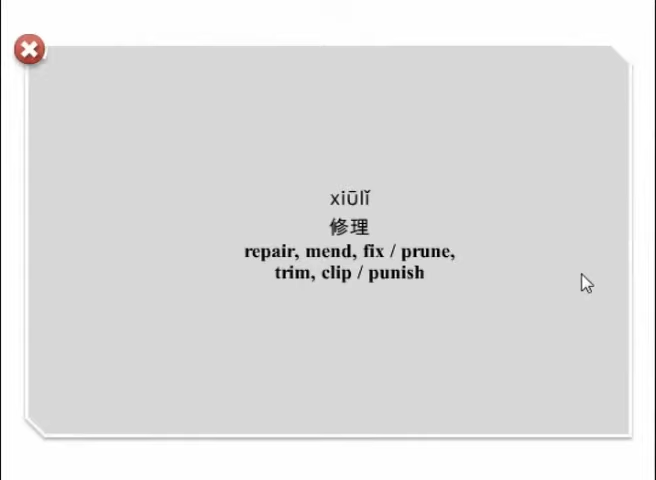 xiūlǐ
修理
repair, mend, fix / prune,
trim, clip / punish